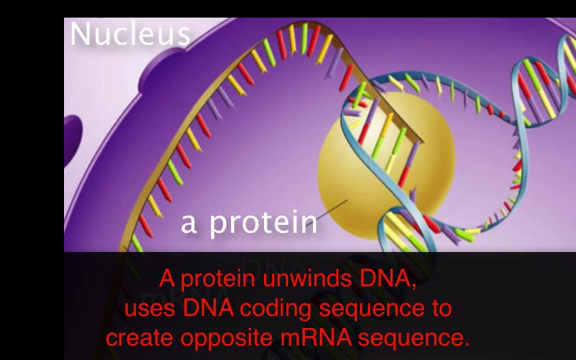 Nucleus
a protein
A protein unwinds DNA,
uses DNA coding sequence to
create opposite mRNA sequence.